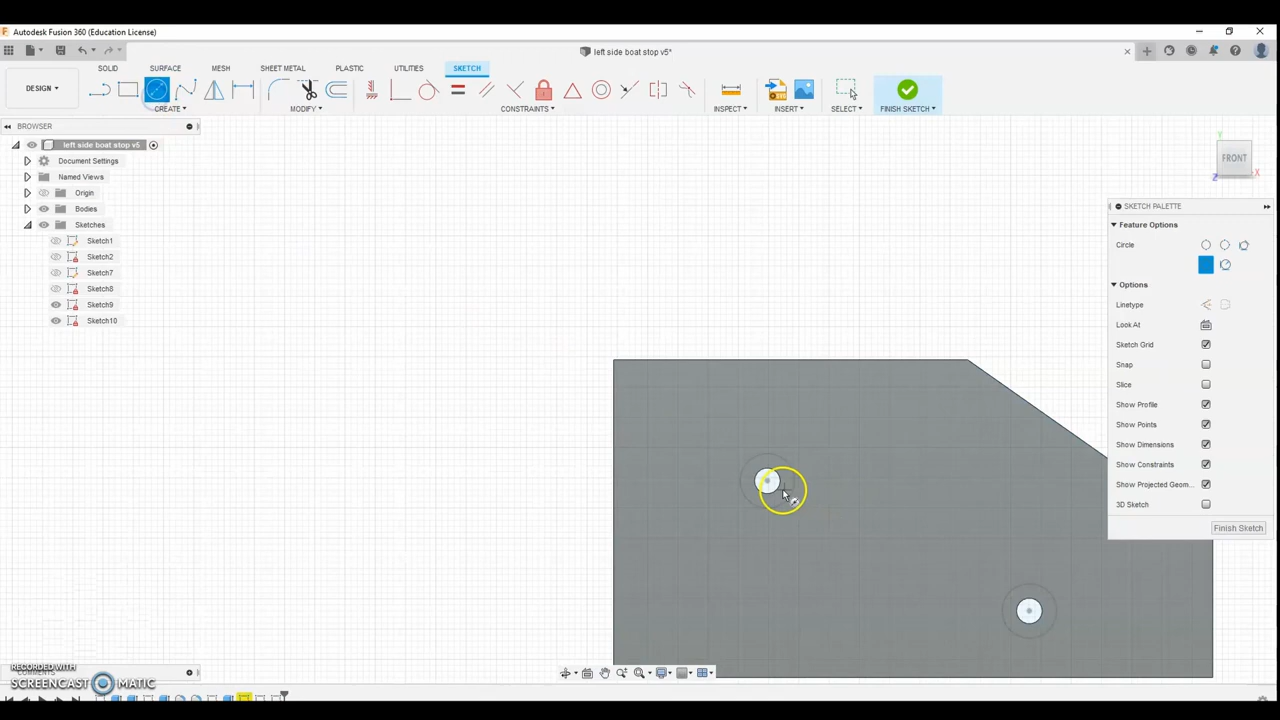 Autodesk Fusion 360 (Education License)
left side boat stop v5*
DESIGN
SOLID SURFACE MESH SHEET METAL PLASTIC UTILITIES SKETCH
CREATE MODIFY CONSTRAINTS INSPECT INSERT SELECT FINISH SKETCH
BROWSER
left side boat stop v5
Document Settings
Named Views
Origin
Bodies
Sketches
Sketch1
Sketch2
Sketch7
Sketch8
Sketch9
Sketch10
Y
FRONT
X
Z
SKETCH PALETTE
Feature Options
Circle
Options
Linetype
Look At
Sketch Grid
Snap
Slice
Show Profile
Show Points
Show Dimensions
Show Constraints
Show Projected Geom...
3D Sketch
Finish Sketch
RECORDED WITH
SCREENCAST MATIC